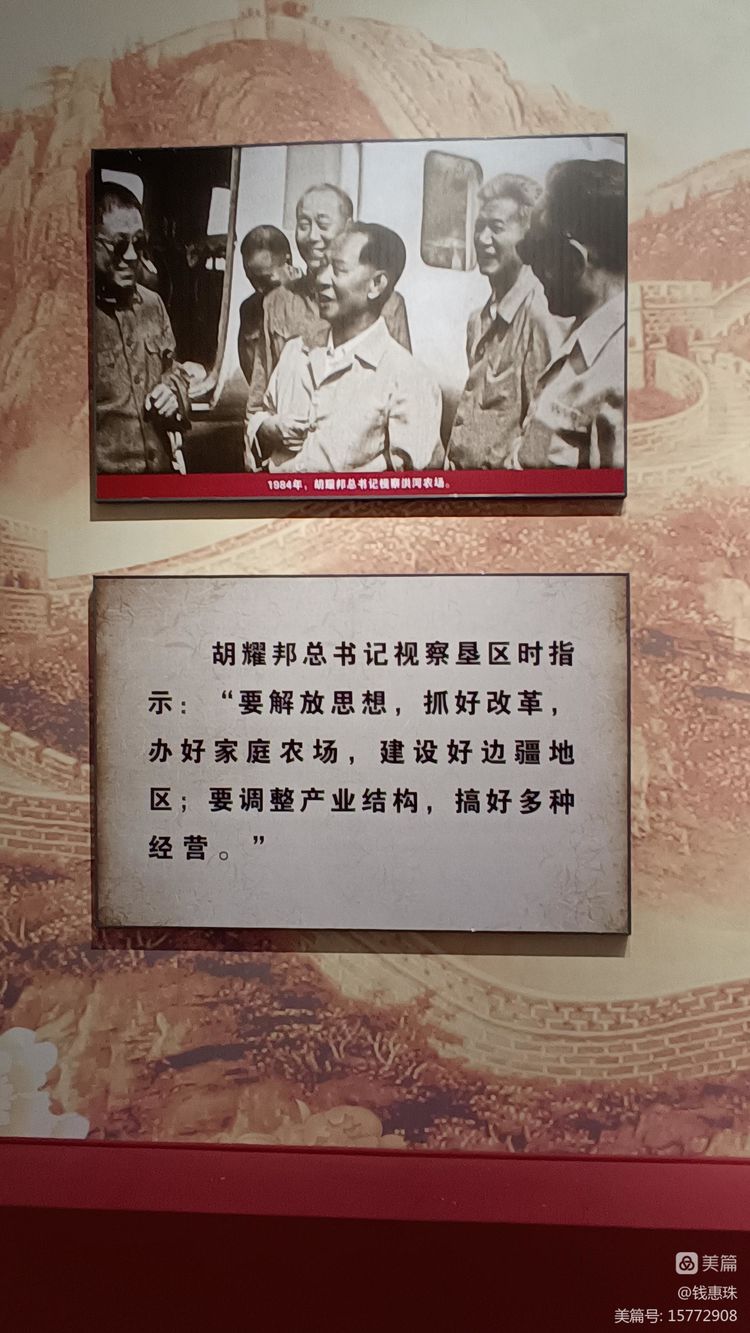 1984年，胡耀邦总书记视察洪河农场。
胡耀邦总书记视察垦区时指
示：“要解放思想，抓好改革，
办好家庭农场，建设好边疆地
区；要调整产业结构，搞好多种
经营。”
美篇
@钱惠珠
美篇号: 15772908